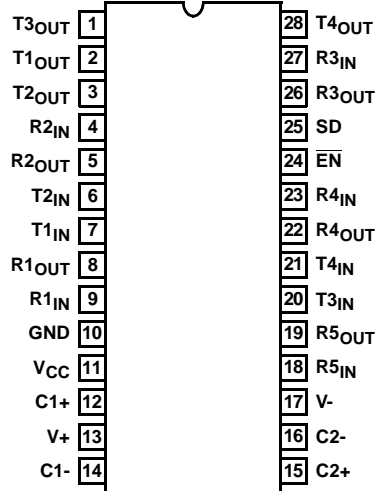 T3OUT 1 28 T4OUT
T1OUT 2 27 R3IN
T2OUT 3 26 R3OUT
R2IN 4 25 SD
R2OUT 5 24 E̅N̅
T2IN 6 23 R4IN
T1IN 7 22 R4OUT
R1OUT 8 21 T4IN
R1IN 9 20 T3IN
GND 10 19 R5OUT
VCC 11 18 R5IN
C1+ 12 17 V-
V+ 13 16 C2-
C1- 14 15 C2+